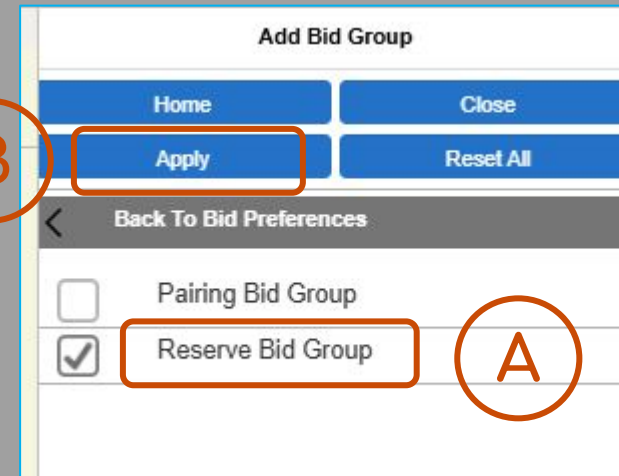 Add Bid Group
Home Close
B Apply Reset All
Back To Bid Preferences
Pairing Bid Group
Reserve Bid Group A